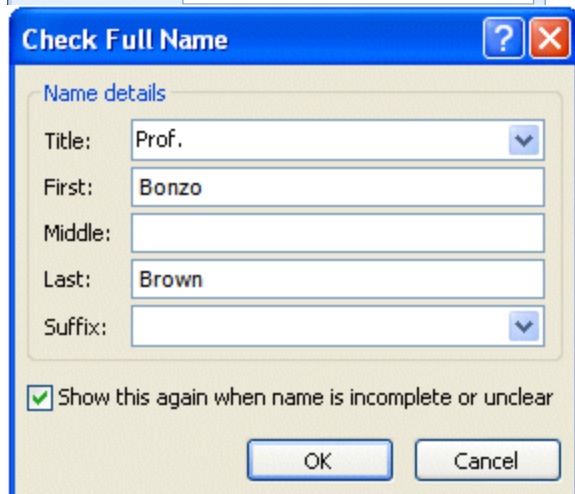 Check Full Name
?
Name details
Title: Prof.
First: Bonzo
Middle:
Last: Brown
Suffix:
Show this again when name is incomplete or unclear
OK Cancel